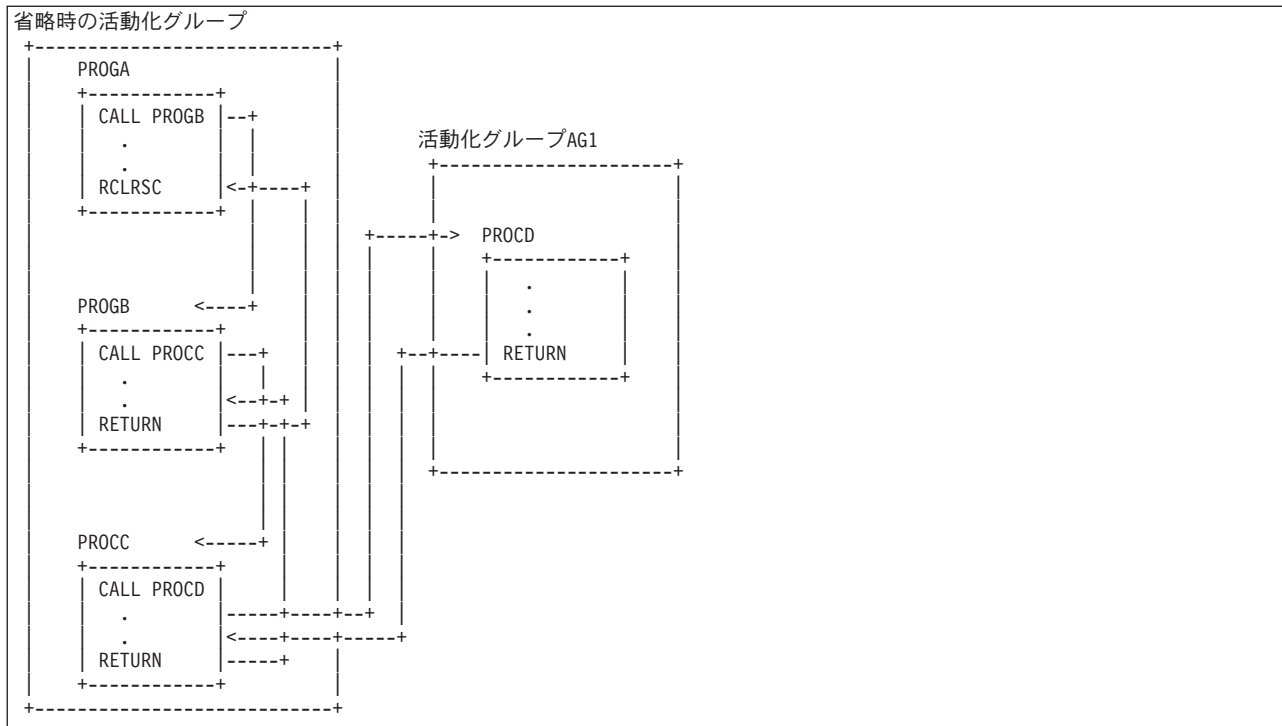 省略時の活動化グループ
PROGA
CALL PROGB
.
.
RCLRSC
活動化グループAG1
PROCD
.
.
.
RETURN
PROGB
CALL PROCC
.
.
RETURN
PROCC
CALL PROCD
.
.
RETURN